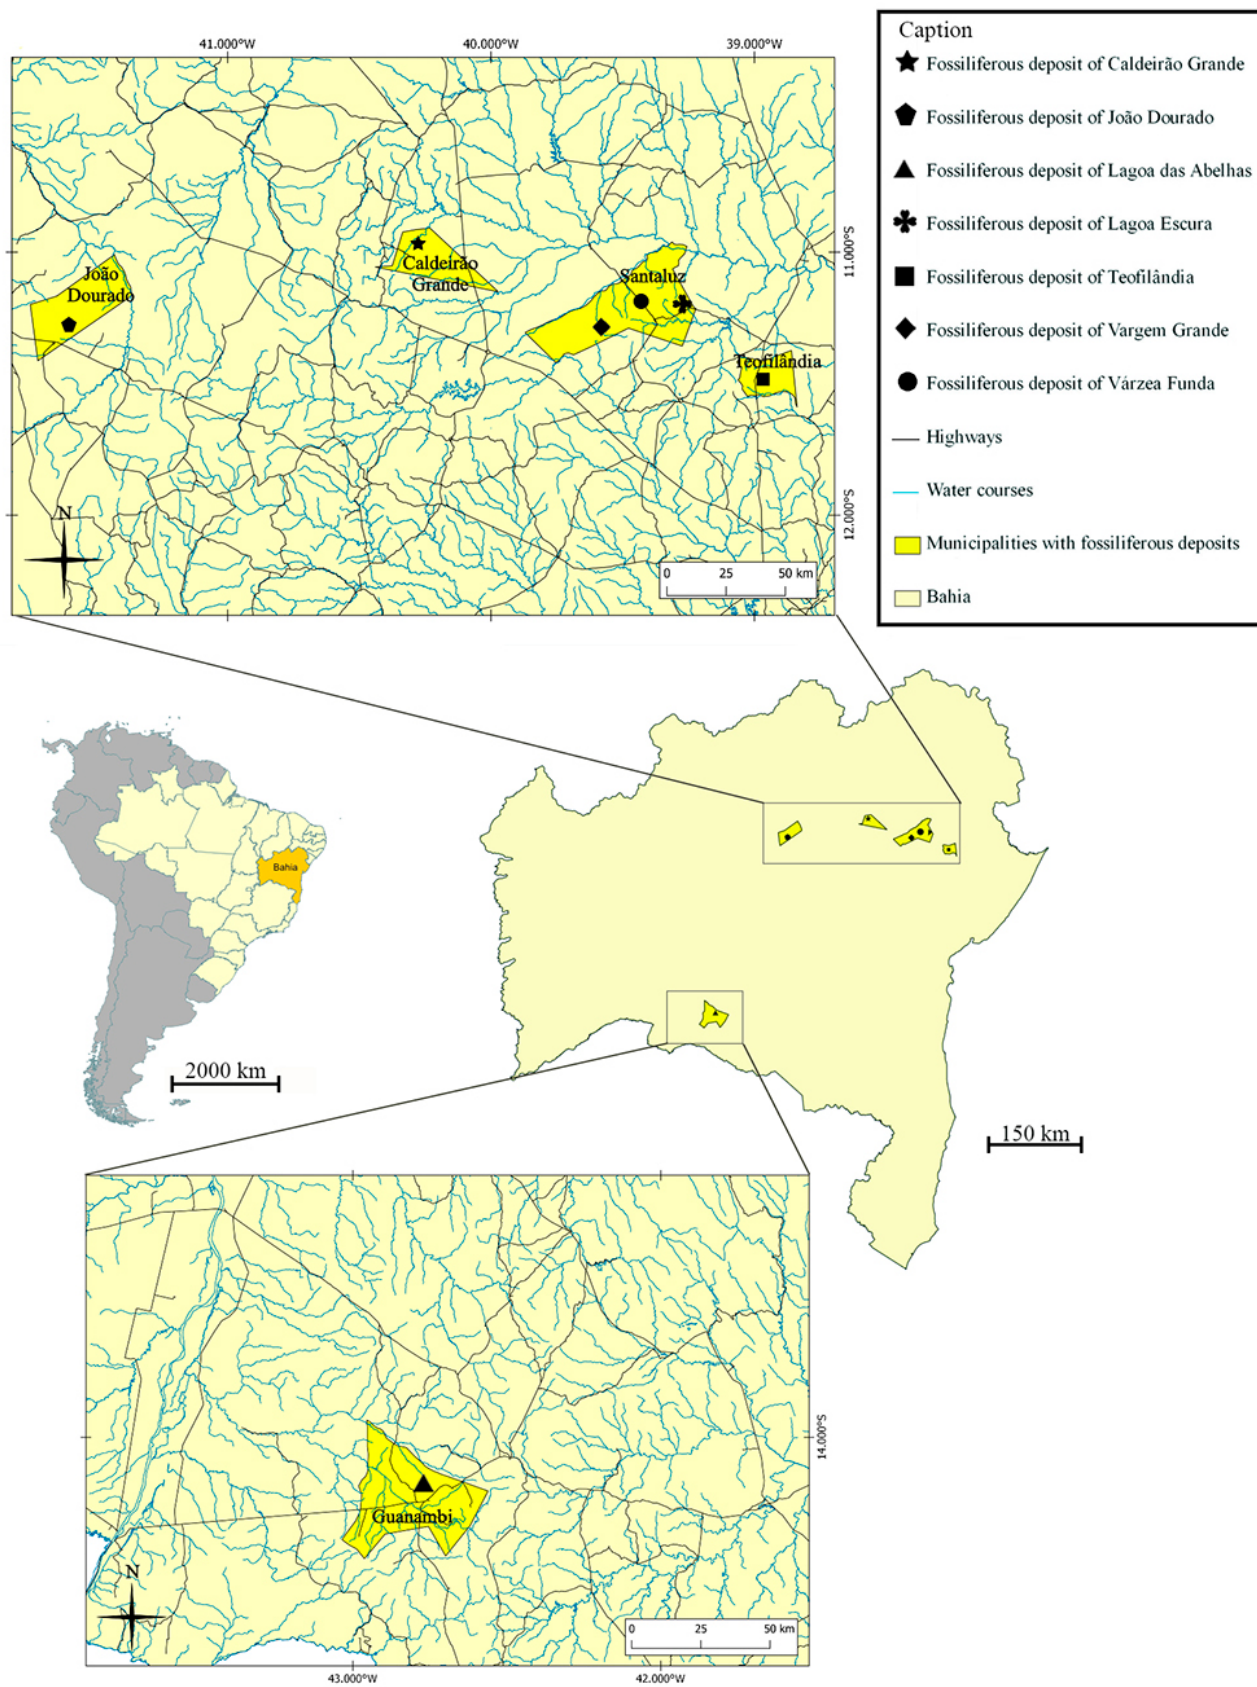 41.000°W
40.000°W
39.000°W
João
Dourado
Caldeirão
Grande
Santaluz
Teofilândia
11.000°S
12.000°S
N
0 25 50 km
Caption
Fossiliferous deposit of Caldeirão Grande
Fossiliferous deposit of João Dourado
Fossiliferous deposit of Lagoa das Abelhas
Fossiliferous deposit of Lagoa Escura
Fossiliferous deposit of Teofilândia
Fossiliferous deposit of Vargem Grande
Fossiliferous deposit of Várzea Funda
Highways
Water courses
Municipalities with fossiliferous deposits
Bahia
Bahia
2000 km
150 km
14.000°S
Guanambi
N
0 25 50 km
43.000°W
42.000°W